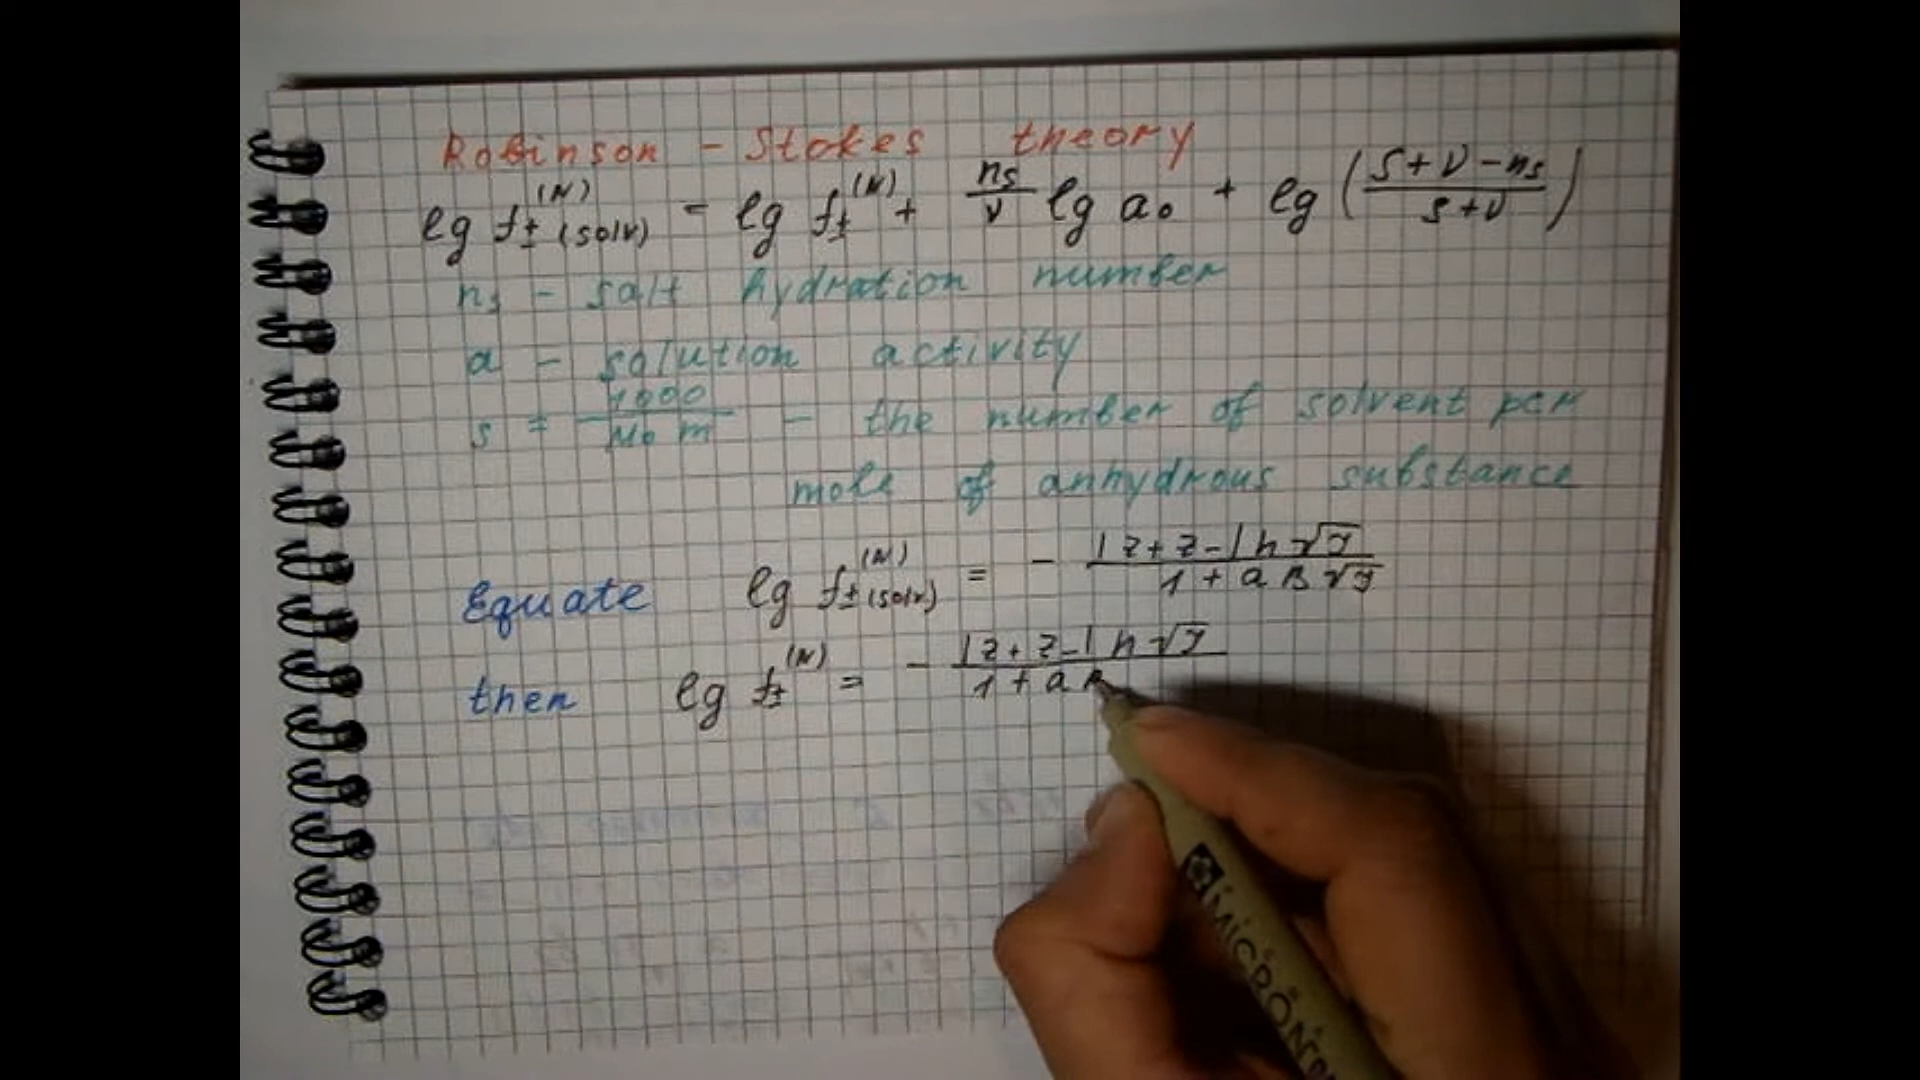 Robinson - Stokes theory
lg f± (solv)^(N) = lg f±^(N) + ns/ν lg a₀ + lg ((S+ν-ns)/(S+ν))
ns - salt hydration number
a - solution activity
s = 1000/(M₀ m) - the number of solvent per
mole of anhydrous substance
Equate lg f± (solv)^(N) = - |z+ z-| h √I / (1 + a B √I)
then lg f±^(N) = - |z+ z-| h √I / (1 + a B
MICRON